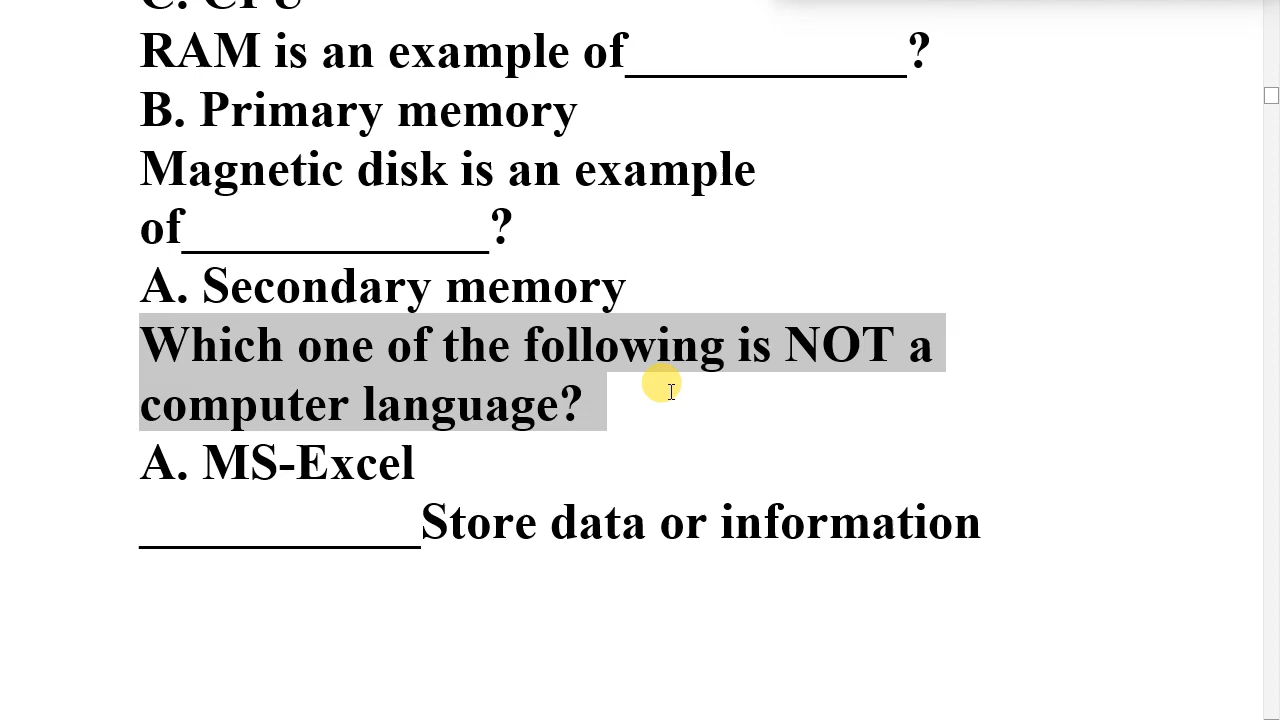 C. CPU
RAM is an example of___________?
B. Primary memory
Magnetic disk is an example
of____________?
A. Secondary memory
Which one of the following is NOT a
computer language?
A. MS-Excel
___________Store data or information